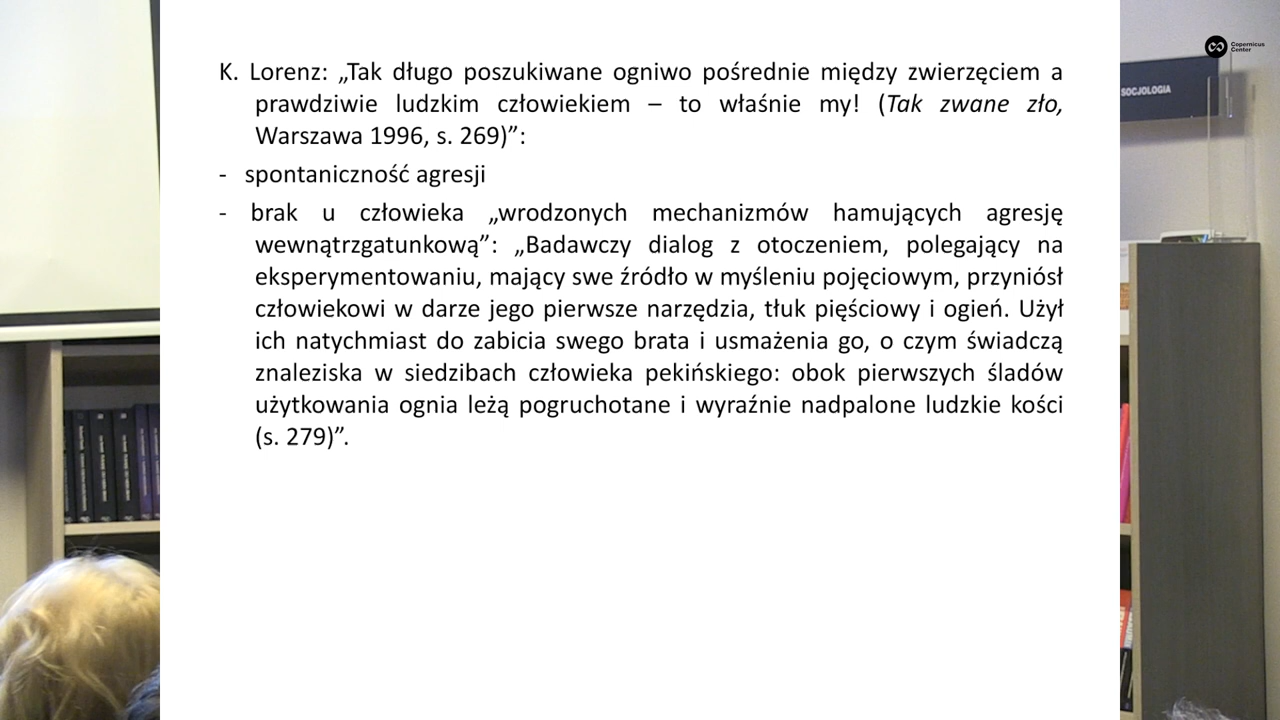 K. Lorenz: „Tak długo poszukiwane ogniwo pośrednie między zwierzęciem a
prawdziwie ludzkim człowiekiem – to właśnie my! (Tak zwane zło,
Warszawa 1996, s. 269)”:
- spontaniczność agresji
- brak u człowieka „wrodzonych mechanizmów hamujących agresję
wewnątrzgatunkową”: „Badawczy dialog z otoczeniem, polegający na
eksperymentowaniu, mający swe źródło w myśleniu pojęciowym, przyniósł
człowiekowi w darze jego pierwsze narzędzia, tłuk pięściowy i ogień. Użył
ich natychmiast do zabicia swego brata i usmażenia go, o czym świadczą
znaleziska w siedzibach człowieka pekińskiego: obok pierwszych śladów
użytkowania ognia leżą pogruchotane i wyraźnie nadpalone ludzkie kości
(s. 279)”.
Copernicus
Center
SOCJOLOGIA